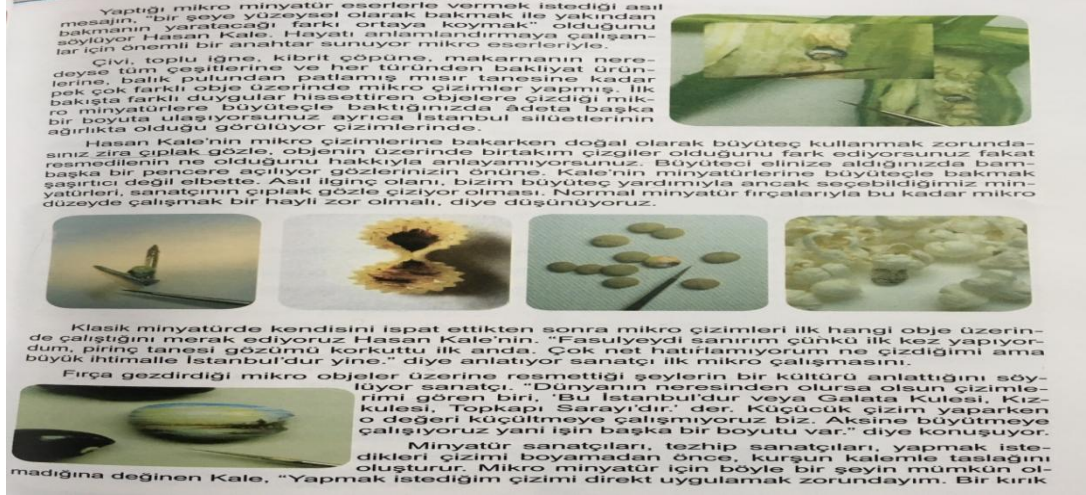 Yaptığı mikro minyatür eserlerle vermek istediği asıl
mesajın, "bir şeye yüzeysel olarak bakmak ile yakından
bakmanın yaratacağı farkı ortaya koymak" olduğunu
söylüyor Hasan Kale. Hayatı anlamlandırmaya çalışan-
lar için önemli bir anahtar sunuyor mikro eserleriyle.
Çivi, toplu iğne, kibrit çöpüne, makarnanın nere-
deyse tüm çeşitlerine ve her türünden bakliyat ürün-
lerine, balık pulundan patlamış mısır tanesine kadar
pek çok farklı obje üzerinde mikro çizimler yapmış. İlk
bakışta farklı duygular hissettiren objelere çizdiği mik-
ro minyatürlere büyüteçle baktığınızda âdeta başka
bir boyuta ulaşıyorsunuz ayrıca İstanbul silüetlerinin
ağırlıkta olduğu görülüyor çizimlerinde.
Hasan Kale'nin mikro çizimlerine bakarken doğal olarak büyüteç kullanmak zorunda-
sınız zira çıplak gözle, objenin üzerinde birtakım çizgiler olduğunu fark ediyorsunuz fakat
resmedilenin ne olduğunu hakkıyla anlayamıyorsunuz. Büyüteci elinize aldığınızda bam-
başka bir pencere açılıyor gözlerinizin önüne. Kale'nin minyatürlerine büyüteçle bakmak
şaşırtıcı değil elbette. Asıl ilginç olanı, bizim büyüteç yardımıyla ancak seçebildiğimiz min-
yatürleri, sanatçının çıplak gözle çiziyor olması. Normal minyatür fırçalarıyla bu kadar mikro
düzeyde çalışmak bir hayli zor olmalı, diye düşünüyoruz.
Klasik minyatürde kendisini ispat ettikten sonra mikro çizimleri ilk hangi obje üzerin-
de çalıştığını merak ediyoruz Hasan Kale'nin. "Fasulyeydi sanırım çünkü ilk kez yapıyor-
dum, pirinç tanesi gözümü korkuttu ilk anda. Çok net hatırlamıyorum ne çizdiğimi ama
büyük ihtimalle İstanbul'dur yine." diye anlatıyor sanatçı ilk mikro çalışmasını.
Fırça gezdirdiği mikro objeler üzerine resmettiği şeylerin bir kültürü anlattığını söy-
lüyor sanatçı. "Dünyanın neresinden olursa olsun çizimle-
rimi gören biri, 'Bu İstanbul'dur veya Galata Kulesi, Kız-
kulesi, Topkapı Sarayı'dır.' der. Küçücük çizim yaparken
o değeri küçültmeye çalışmıyoruz biz. Aksine büyütmeye
çalışıyoruz yani işin başka bir boyutu var." diye konuşuyor.
Minyatür sanatçıları, tezhip sanatçıları, yapmak iste-
dikleri çizimi boyamadan önce, kurşun kalemle taslağını
oluşturur. Mikro minyatür için böyle bir şeyin mümkün ol-
madığına değinen Kale, "Yapmak istediğim çizimi direkt uygulamak zorundayım. Bir kırık